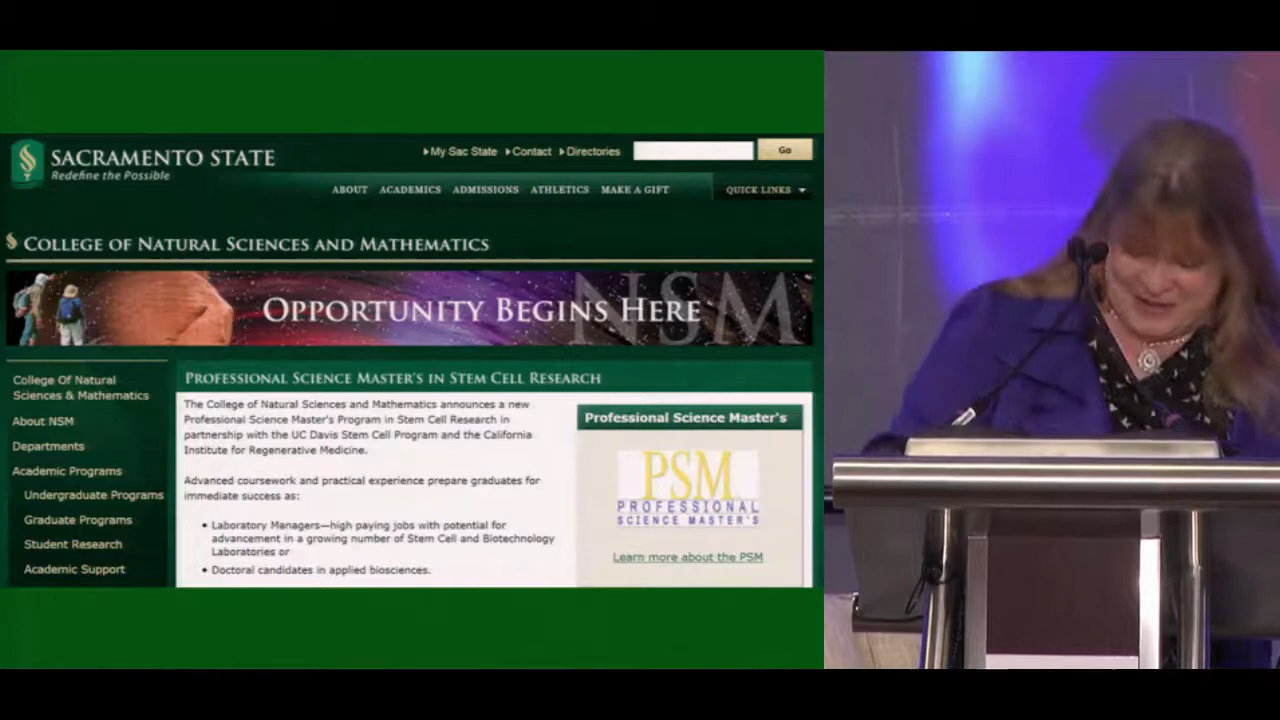 SACRAMENTO STATE
Redefine the Possible
My Sac State Contact Directories
Go
ABOUT ACADEMICS ADMISSIONS ATHLETICS MAKE A GIFT
QUICK LINKS
COLLEGE OF NATURAL SCIENCES AND MATHEMATICS
OPPORTUNITY BEGINS HERE
NSM
College Of Natural
Sciences & Mathematics
About NSM
Departments
Academic Programs
Undergraduate Programs
Graduate Programs
Student Research
Academic Support
PROFESSIONAL SCIENCE MASTER'S IN STEM CELL RESEARCH
The College of Natural Sciences and Mathematics announces a new
Professional Science Master's Program in Stem Cell Research in
partnership with the UC Davis Stem Cell Program and the California
Institute for Regenerative Medicine.
Advanced coursework and practical experience prepare graduates for
immediate success as:
• Laboratory Managers—high paying jobs with potential for
advancement in a growing number of Stem Cell and Biotechnology
Laboratories or
• Doctoral candidates in applied biosciences.
Professional Science Master's
PSM
PROFESSIONAL
SCIENCE MASTER'S
Learn more about the PSM